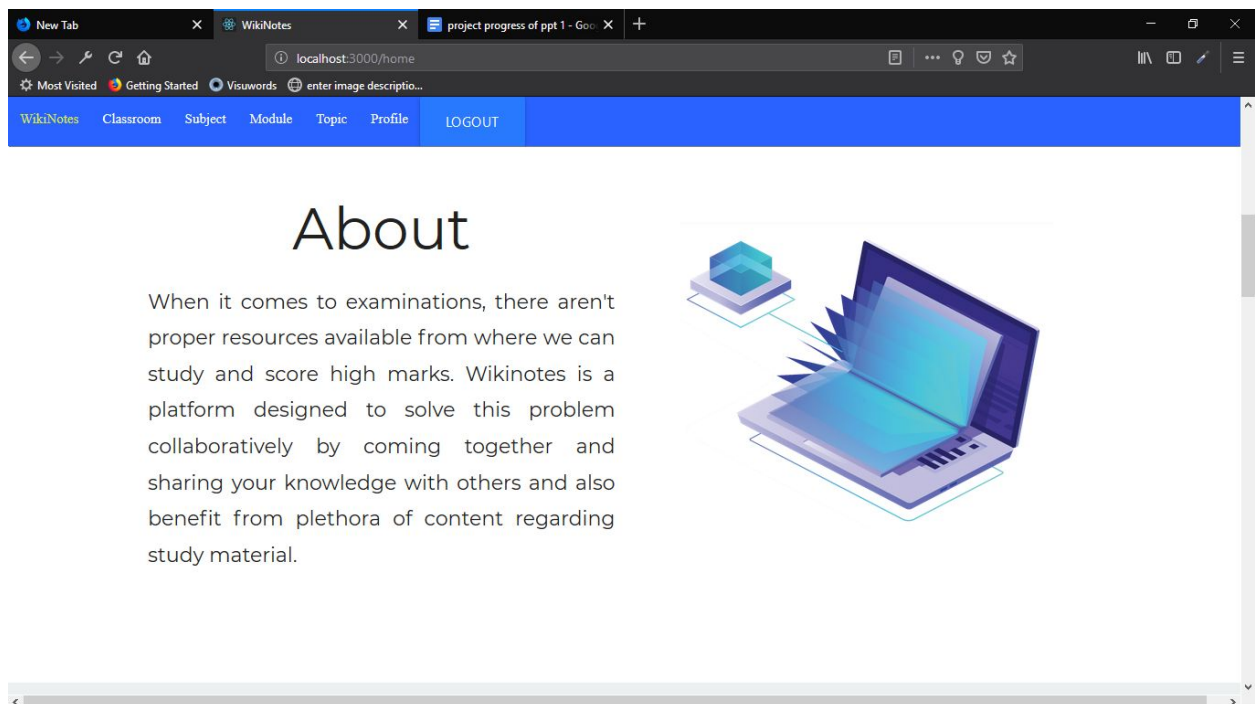 New Tab
WikiNotes
project progress of ppt 1 - Goo
localhost:3000/home
Most Visited Getting Started Visuwords enter image descriptio...
WikiNotes Classroom Subject Module Topic Profile LOGOUT
About
When it comes to examinations, there aren't
proper resources available from where we can
study and score high marks. Wikinotes is a
platform designed to solve this problem
collaboratively by coming together and
sharing your knowledge with others and also
benefit from plethora of content regarding
study material.